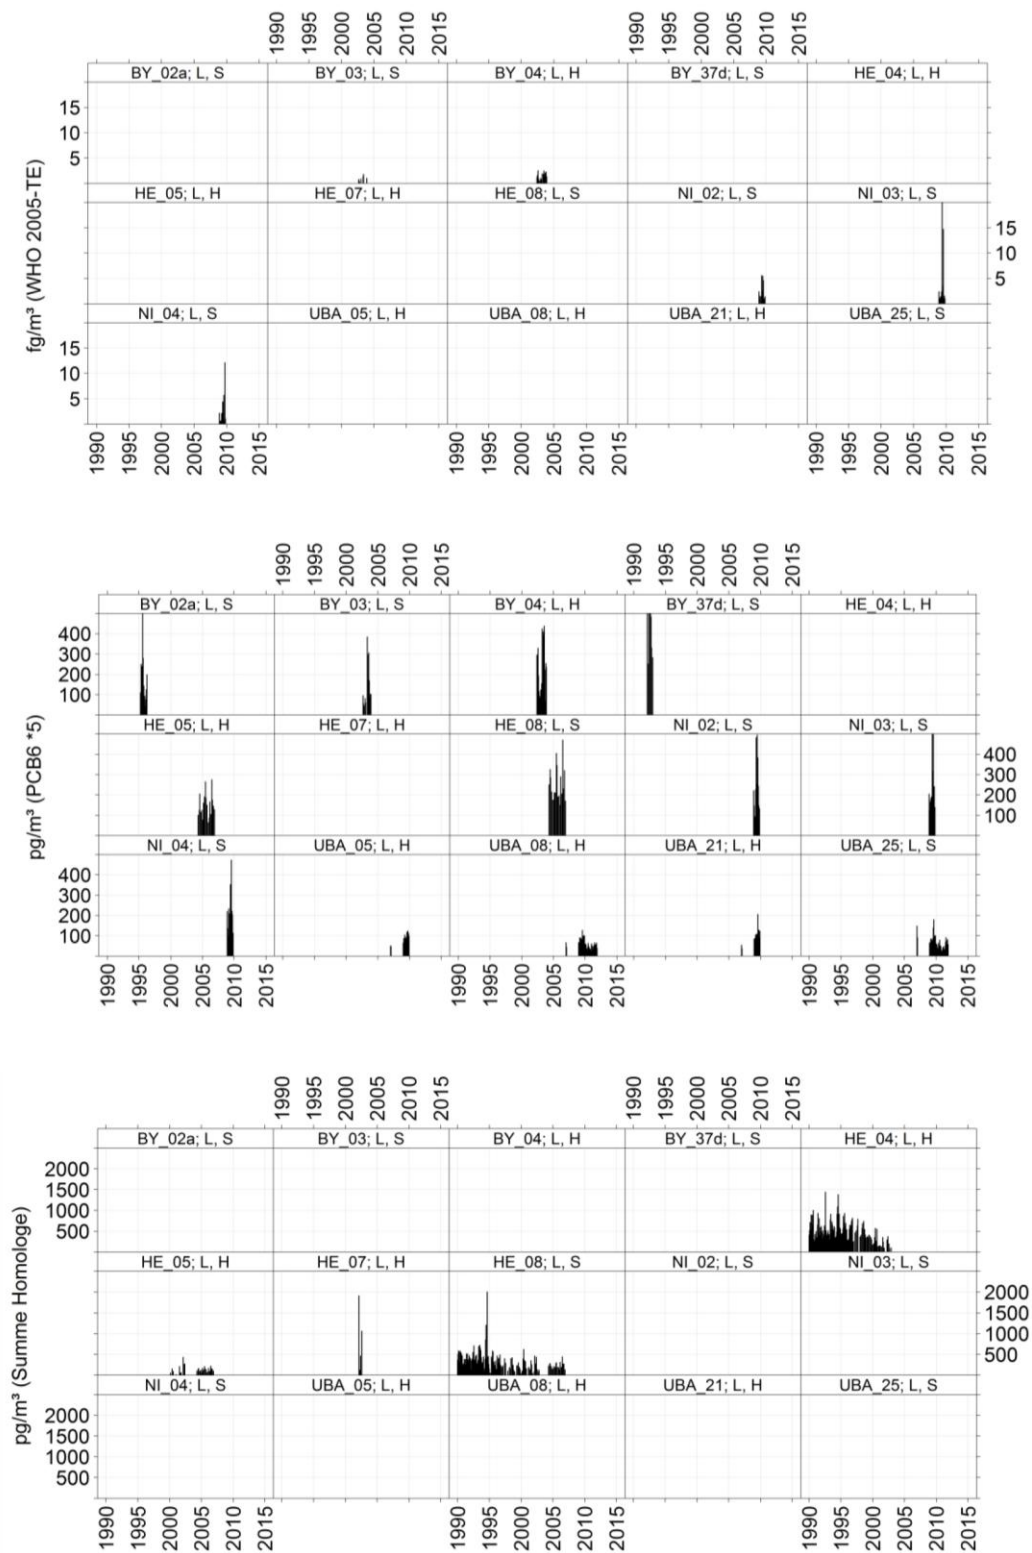 1990 1995 2000 2005 2010 2015 1990 1995 2000 2005 2010 2015
BY_02a; L, S BY_03; L, S BY_04; L, H BY_37d; L, S HE_04; L, H
15
10
5
HE_05; L, H HE_07; L, H HE_08; L, S NI_02; L, S NI_03; L, S
15
10
5
fg/m³ (WHO 2005-TE)
NI_04; L, S UBA_05; L, H UBA_08; L, H UBA_21; L, H UBA_25; L, S
15
10
5
1990 1995 2000 2005 2010 2015 1990 1995 2000 2005 2010 2015 1990 1995 2000 2005 2010 2015
1990 1995 2000 2005 2010 2015 1990 1995 2000 2005 2010 2015
BY_02a; L, S BY_03; L, S BY_04; L, H BY_37d; L, S HE_04; L, H
400
300
200
100
HE_05; L, H HE_07; L, H HE_08; L, S NI_02; L, S NI_03; L, S
400
300
200
100
pg/m³ (PCB6 *5)
NI_04; L, S UBA_05; L, H UBA_08; L, H UBA_21; L, H UBA_25; L, S
400
300
200
100
1990 1995 2000 2005 2010 2015 1990 1995 2000 2005 2010 2015 1990 1995 2000 2005 2010 2015
1990 1995 2000 2005 2010 2015 1990 1995 2000 2005 2010 2015
BY_02a; L, S BY_03; L, S BY_04; L, H BY_37d; L, S HE_04; L, H
2000
1500
1000
500
HE_05; L, H HE_07; L, H HE_08; L, S NI_02; L, S NI_03; L, S
2000
1500
1000
500
pg/m³ (Summe Homologe)
NI_04; L, S UBA_05; L, H UBA_08; L, H UBA_21; L, H UBA_25; L, S
2000
1500
1000
500
1990 1995 2000 2005 2010 2015 1990 1995 2000 2005 2010 2015 1990 1995 2000 2005 2010 2015